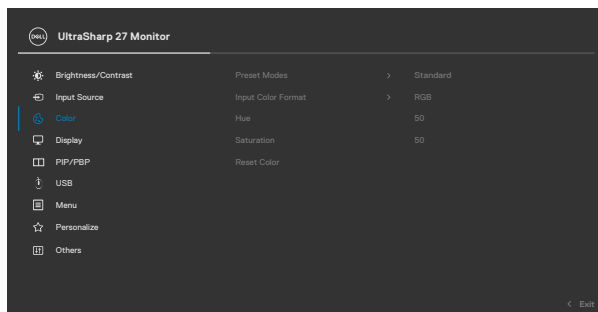 DELL UltraSharp 27 Monitor
Brightness/Contrast Preset Modes > Standard
Input Source Input Color Format > RGB
Color Hue 50
Display Saturation 50
PIP/PBP Reset Color
USB
Menu
Personalize
Others
< Exit